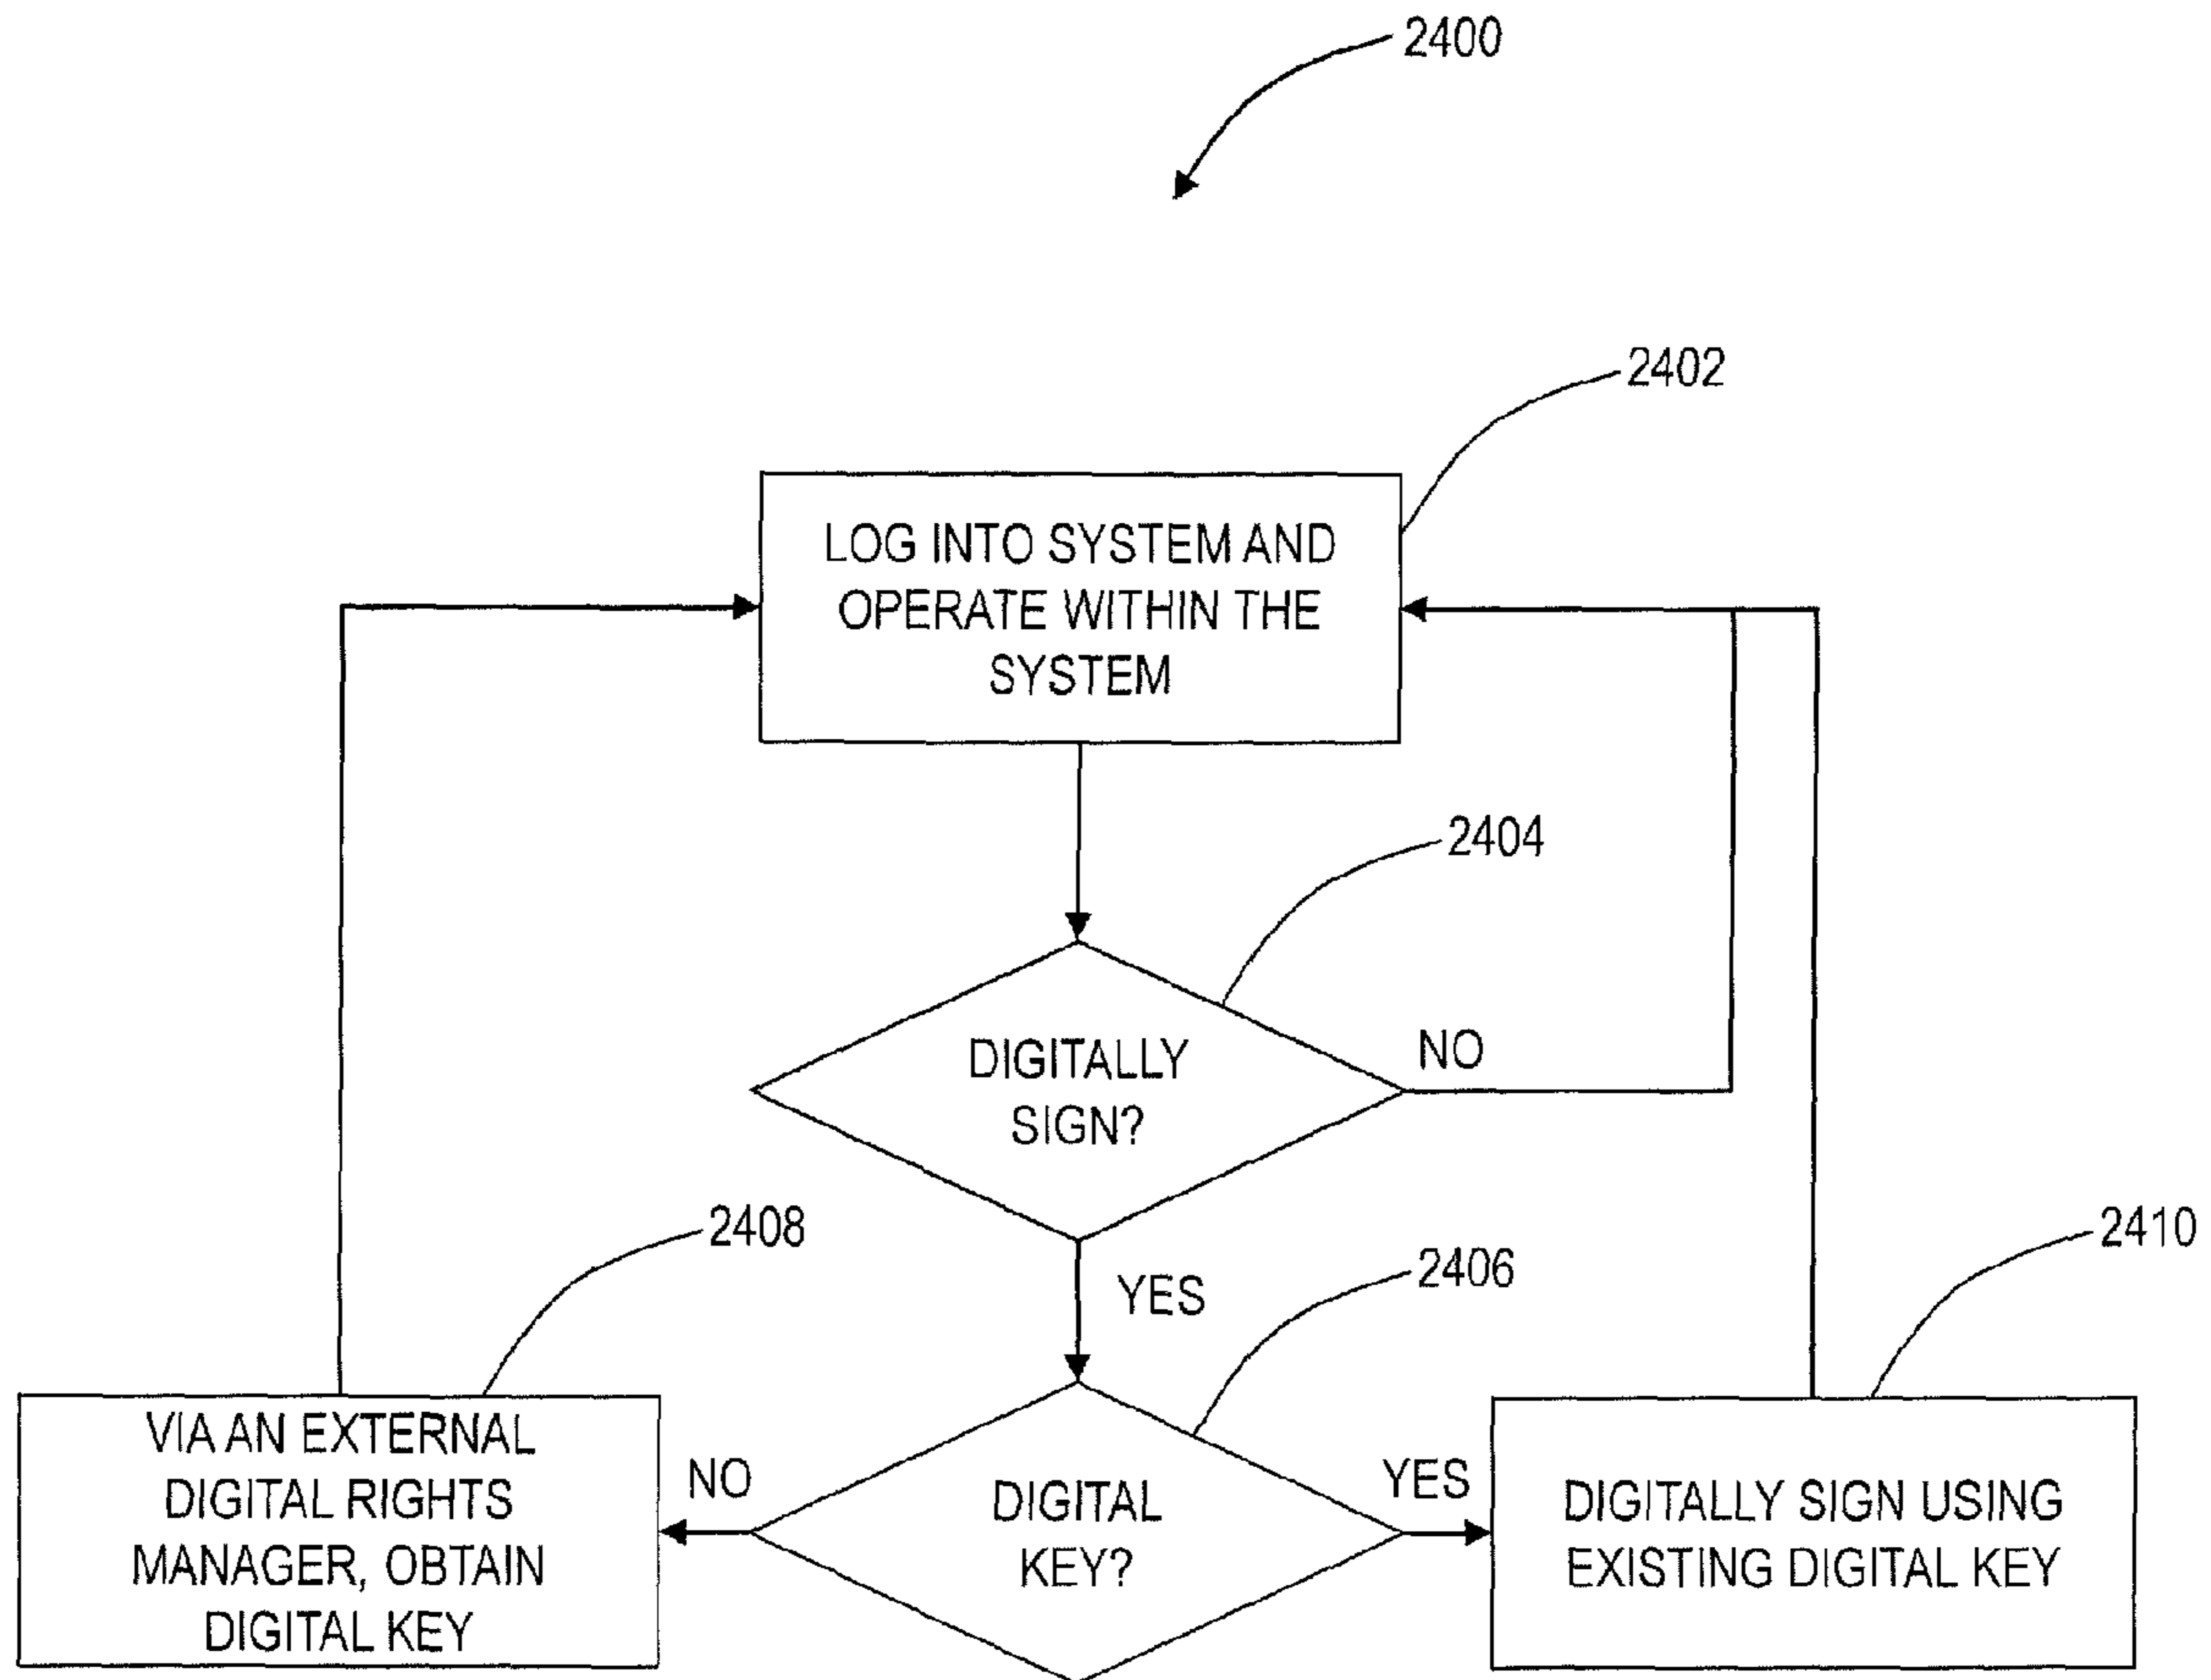 2400
2402
LOG INTO SYSTEM AND
OPERATE WITHIN THE
SYSTEM
2404
DIGITALLY
SIGN?
NO
YES
2408
2406
2410
VIA AN EXTERNAL
DIGITAL RIGHTS
MANAGER, OBTAIN
DIGITAL KEY
NO
DIGITAL
KEY?
YES
DIGITALLY SIGN USING
EXISTING DIGITAL KEY